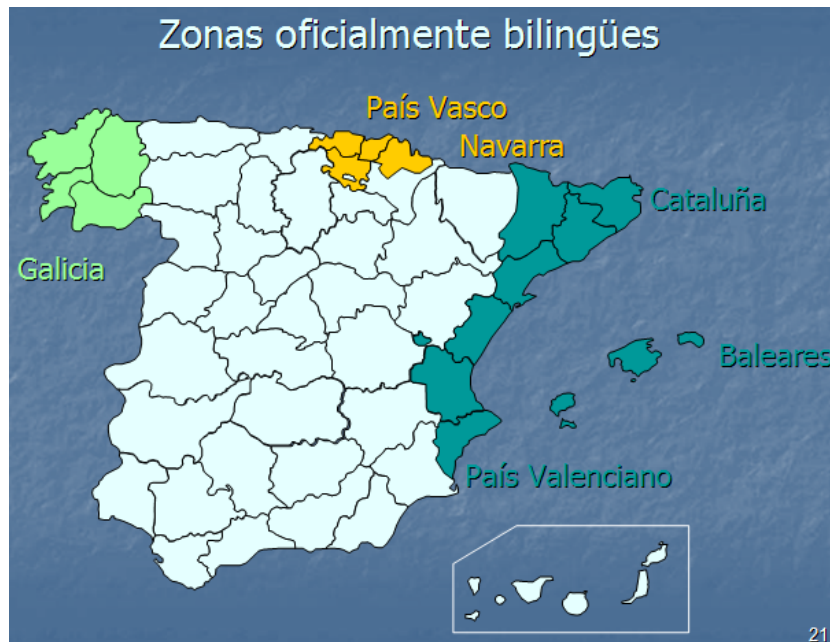 Zonas oficialmente bilingües
País Vasco
Navarra
Cataluña
Galicia
Baleares
País Valenciano
21